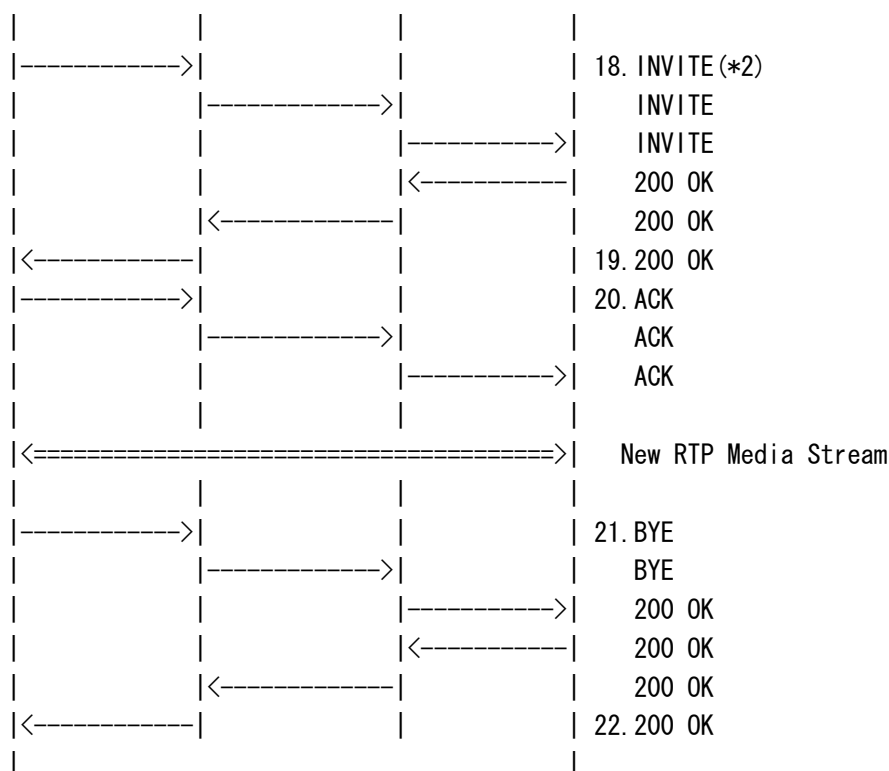 |            |            |          |
|----------->|            |          | 18.INVITE(*2)
|            |----------->|          |    INVITE
|            |            |--------->|    INVITE
|            |            |<---------|    200 OK
|            |<-----------|          |    200 OK
|<-----------|            |          | 19.200 OK
|----------->|            |          | 20.ACK
|            |----------->|          |    ACK
|            |            |--------->|    ACK
|            |            |          |
|<==================================>|   New RTP Media Stream
|            |            |          |
|----------->|            |          | 21.BYE
|            |----------->|          |    BYE
|            |            |--------->|    200 OK
|            |            |<---------|    200 OK
|            |<-----------|          |    200 OK
|<-----------|            |          | 22.200 OK
|                                    |